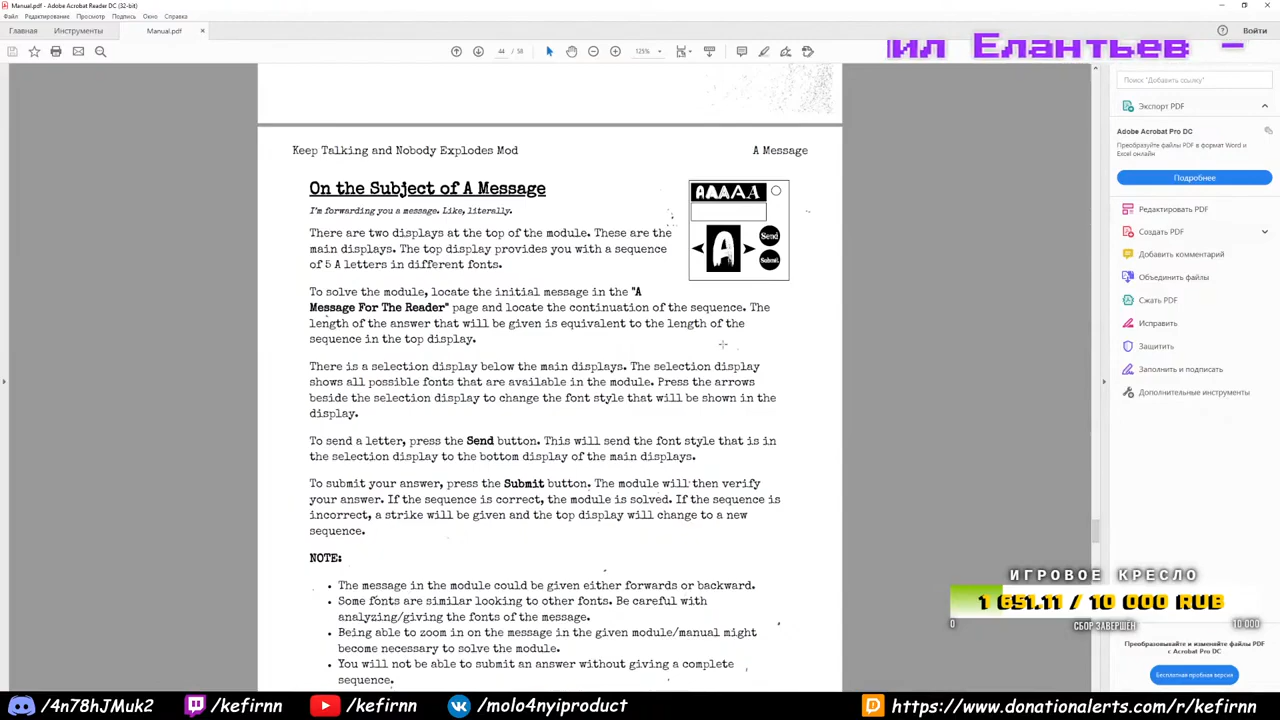 Manual.pdf - Adobe Acrobat Reader DC (32-bit)
Файл Редактирование Просмотр Подпись Окно Справка
Главная Инструменты Manual.pdf × Войти
44 / 58 125%
ил Елантьев -
Keep Talking and Nobody Explodes Mod A Message
On the Subject of A Message
I'm forwarding you a message. Like, literally.
There are two displays at the top of the module. These are the
main displays. The top display provides you with a sequence
of 5 A letters in different fonts.
AAAAA
A
Send
Submit
To solve the module, locate the initial message in the "A
Message For The Reader" page and locate the continuation of the sequence. The
length of the answer that will be given is equivalent to the length of the
sequence in the top display.
There is a selection display below the main displays. The selection display
shows all possible fonts that are available in the module. Press the arrows
beside the selection display to change the font style that will be shown in the
display.
To send a letter, press the Send button. This will send the font style that is in
the selection display to the bottom display of the main displays.
To submit your answer, press the Submit button. The module will then verify
your answer. If the sequence is correct, the module is solved. If the sequence is
incorrect, a strike will be given and the top display will change to a new
sequence.
NOTE:
• The message in the module could be given either forwards or backward.
• Some fonts are similar looking to other fonts. Be careful with
analyzing/giving the fonts of the message.
• Being able to zoom in on the message in the given module/manual might
become necessary to solve the module.
• You will not be able to submit an answer without giving a complete
sequence.
Поиск "Добавить ссылку"
Экспорт PDF
Adobe Acrobat Pro DC
Преобразуйте файлы PDF в формат Word и
Excel онлайн
Подробнее
Редактировать PDF
Создать PDF
Добавить комментарий
Объединить файлы
Сжать PDF
Исправить
Защитить
Заполнить и подписать
Дополнительные инструменты
ИГРОВОЕ КРЕСЛО
1 651.11 / 10 000 RUB
0 СБОР ЗАВЕРШЕН 10 000
Преобразовывайте и изменяйте файлы PDF
с Acrobat Pro DC
Бесплатная пробная версия
/4n78hJMuk2 /kefirnn /kefirnn /molo4nyiproduct https://www.donationalerts.com/r/kefirnn